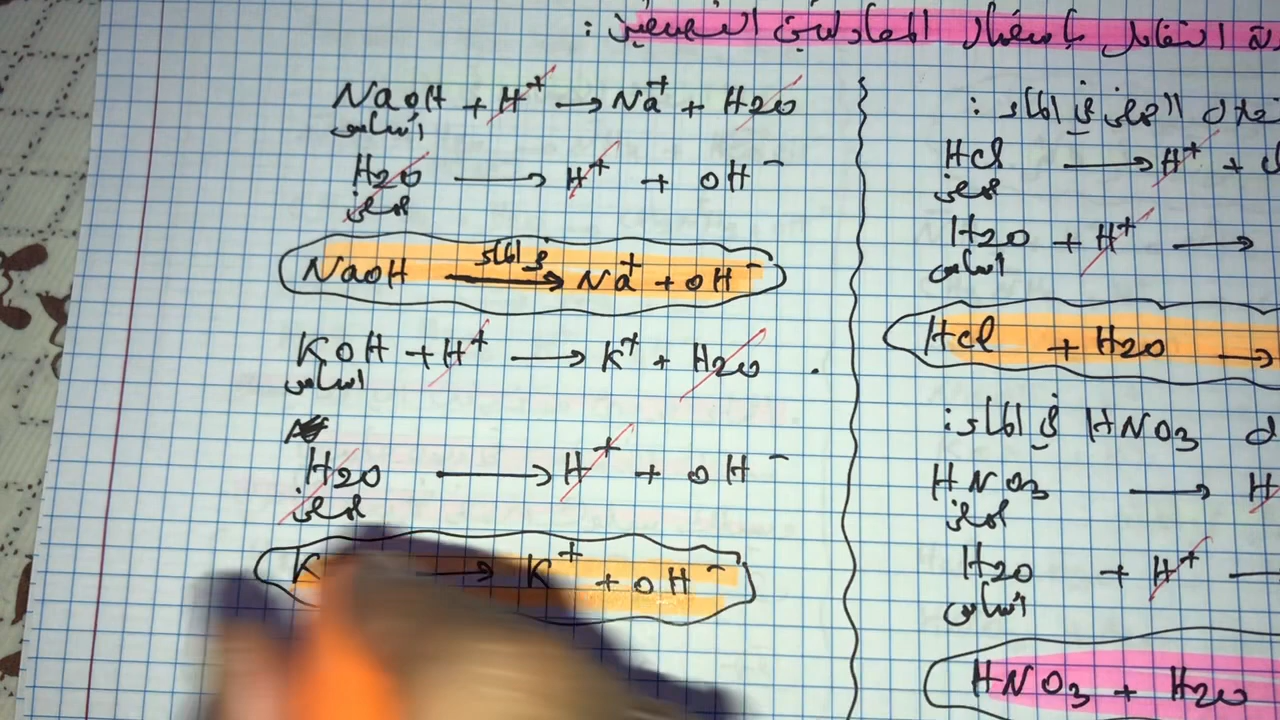 التفاعل باستعمال المعادلتين النصفيتين :
في الماء :
HCl ⟶ H⁺ +
حمض
H2O + H⁺ ⟶
أساس
HCl + H2O ⟶
HNO3 في الماء :
HNO3 ⟶ H
حمض
H2O + H⁺
أساس
HNO3 + H2O
NaOH + H⁺ ⟶ Na⁺ + H2O
أساس
H2O ⟶ H⁺ + OH⁻
حمض
NaOH ⟶ Na⁺ + OH⁻
في الماء
KOH + H⁺ ⟶ K⁺ + H2O .
أساس
H2O ⟶ H⁺ + OH⁻
حمض
K ⟶ K⁺ + OH⁻